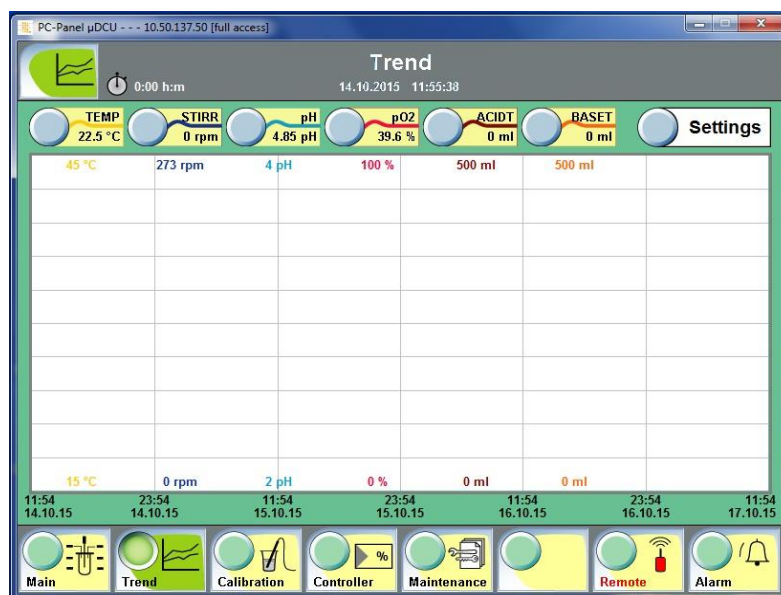 PC-Panel µDCU - - - 10.50.137.50 [full access]
Trend
0:00 h:m
14.10.2015 11:55:38
TEMP STIRR pH pO2 ACIDT BASET
22.5 °C 0 rpm 4.85 pH 39.6 % 0 ml 0 ml
Settings
45 °C 273 rpm 4 pH 100 % 500 ml 500 ml
15 °C 0 rpm 2 pH 0 % 0 ml 0 ml
11:54 23:54 11:54 23:54 11:54 23:54 11:54
14.10.15 14.10.15 15.10.15 15.10.15 16.10.15 16.10.15 17.10.15
%
Main Trend Calibration Controller Maintenance Remote Alarm